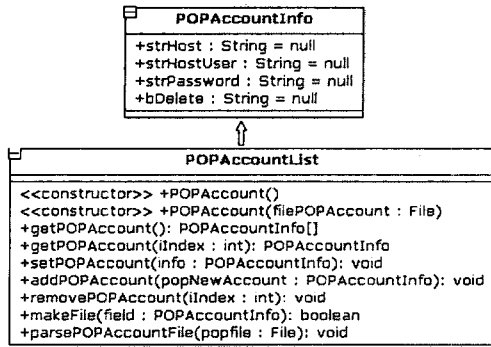 POPAccountInfo
+strHost : String = null
+strHostUser : String = null
+strPassword : String = null
+bDelete : String = null
POPAccountList
<<constructor>> +POPAccount()
<<constructor>> +POPAccount(filePOPAccount : File)
+getPOPAccount(): POPAccountInfo[]
+getPOPAccount(iIndex : int): POPAccountInfo
+setPOPAccount(info : POPAccountInfo): void
+addPOPAccount(popNewAccount : POPAccountInfo): void
+removePOPAccount(iIndex : int): void
+makeFile(field : POPAccountInfo): boolean
+parsePOPAccountFile(popfile : File): void